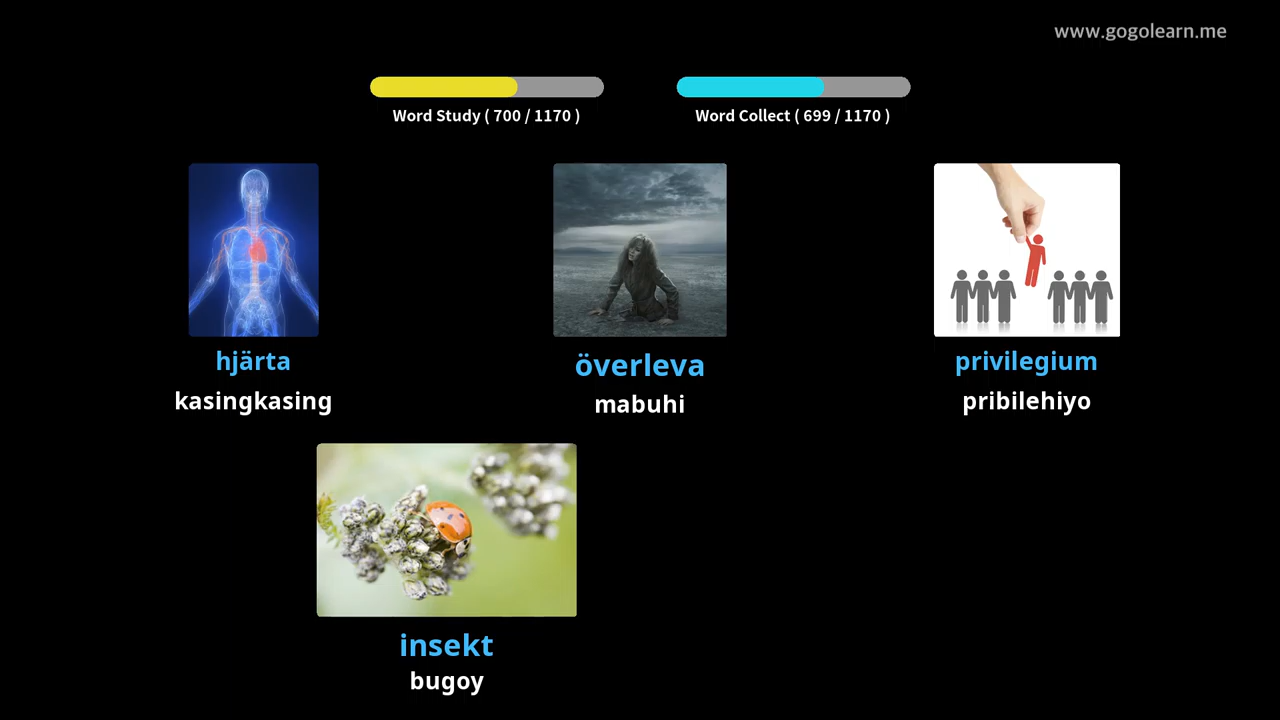 www.gogolearn.me
Word Study ( 700 / 1170 )
Word Collect ( 699 / 1170 )
hjärta
kasingkasing
överleva
mabuhi
privilegium
pribilehiyo
insekt
bugoy